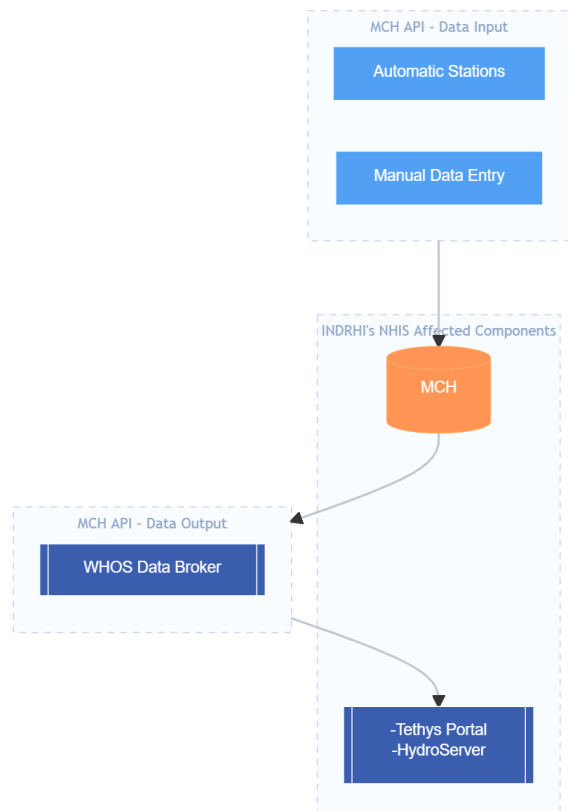 MCH API - Data Input
Automatic Stations
Manual Data Entry
INDRHI's NHIS Affected Components
MCH
MCH API - Data Output
WHOS Data Broker
-Tethys Portal
-HydroServer